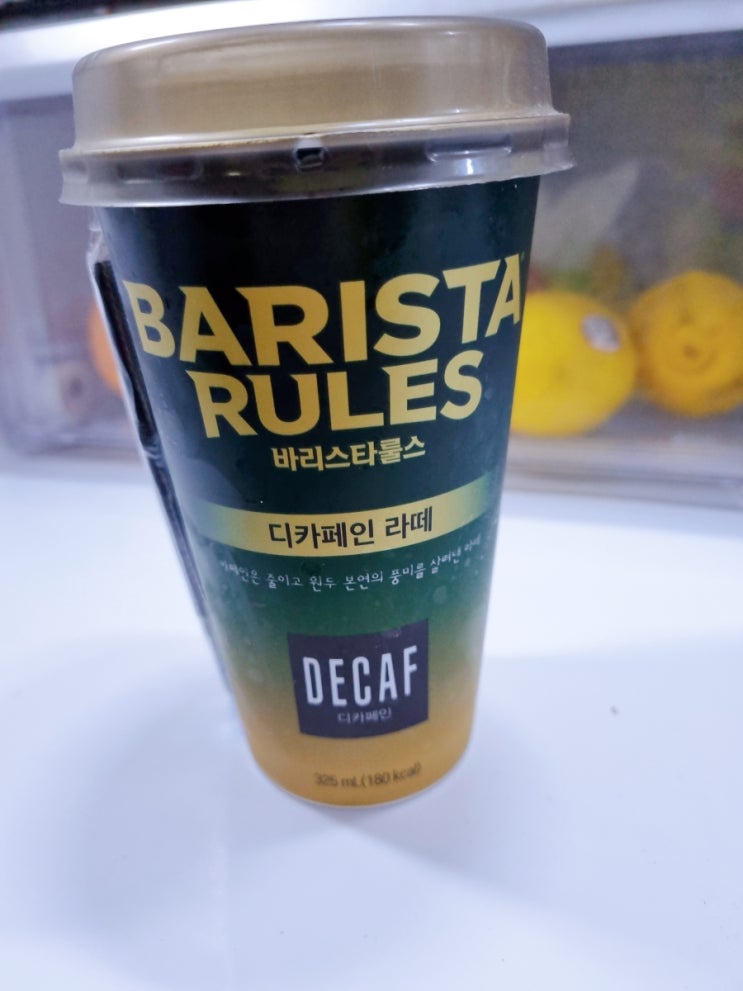 BARISTA
RULES
바리스타룰스
디카페인 라떼
카페인은 줄이고 원두 본연의 풍미를 살려낸 라떼
DECAF
디카페인
325 mL(180 kcal)